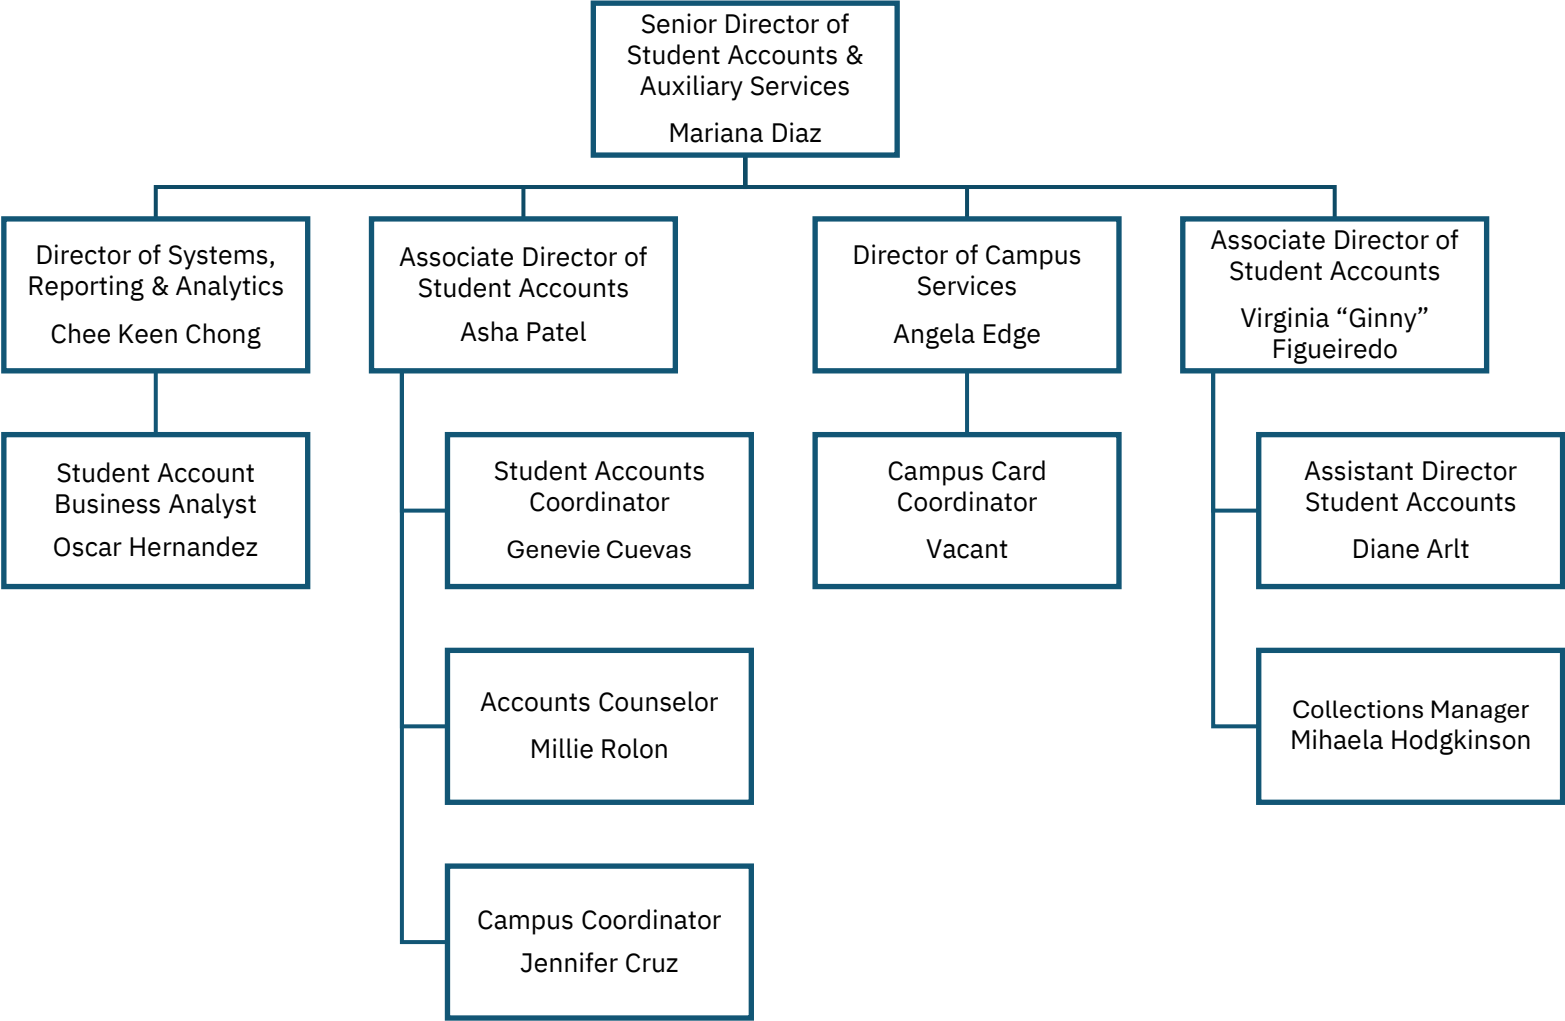 Senior Director of
Student Accounts &
Auxiliary Services
Mariana Diaz
Director of Systems,
Reporting & Analytics
Chee Keen Chong
Associate Director of
Student Accounts
Asha Patel
Director of Campus
Services
Angela Edge
Associate Director of
Student Accounts
Virginia “Ginny”
Figueiredo
Student Account
Business Analyst
Oscar Hernandez
Student Accounts
Coordinator
Genevie Cuevas
Campus Card
Coordinator
Vacant
Assistant Director
Student Accounts
Diane Arlt
Accounts Counselor
Millie Rolon
Collections Manager
Mihaela Hodgkinson
Campus Coordinator
Jennifer Cruz